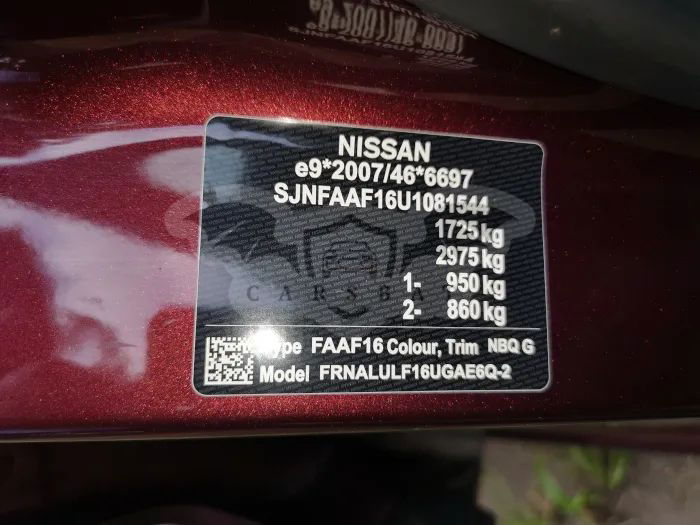 NISSAN
e9*2007/46*6697
SJNFAAF16U1081544
1725 kg
2975 kg
1- 950 kg
2- 860 kg
Type FAAF16 Colour, Trim NBQ G
Model FRNALULF16UGAE6Q-2